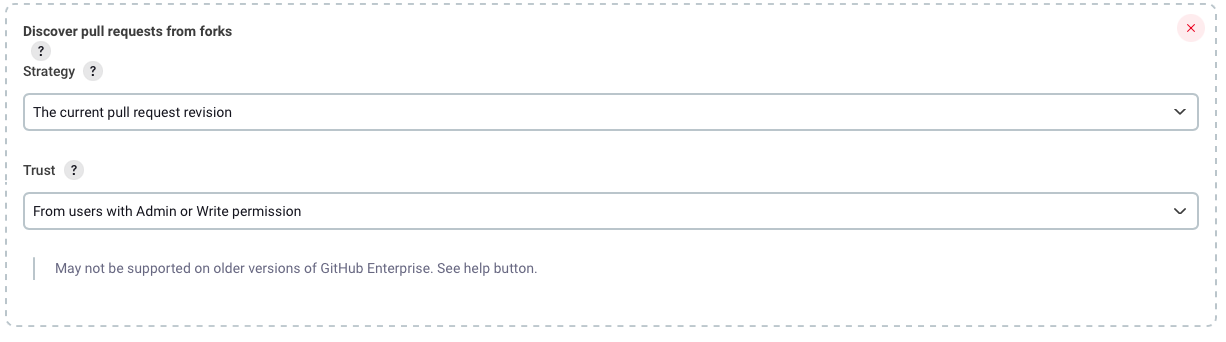 Discover pull requests from forks
?
Strategy ?
The current pull request revision
Trust ?
From users with Admin or Write permission
May not be supported on older versions of GitHub Enterprise. See help button.